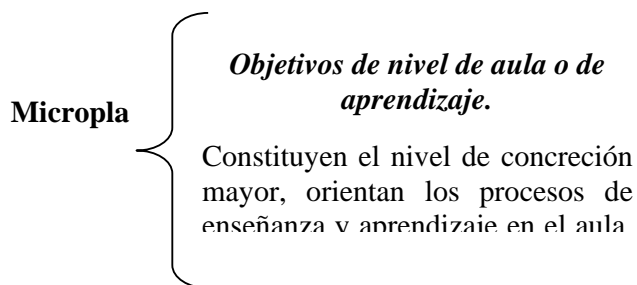 Objetivos de nivel de aula o de
aprendizaje.
Micropla
Constituyen el nivel de concreción
mayor, orientan los procesos de
enseñanza y aprendizaje en el aula